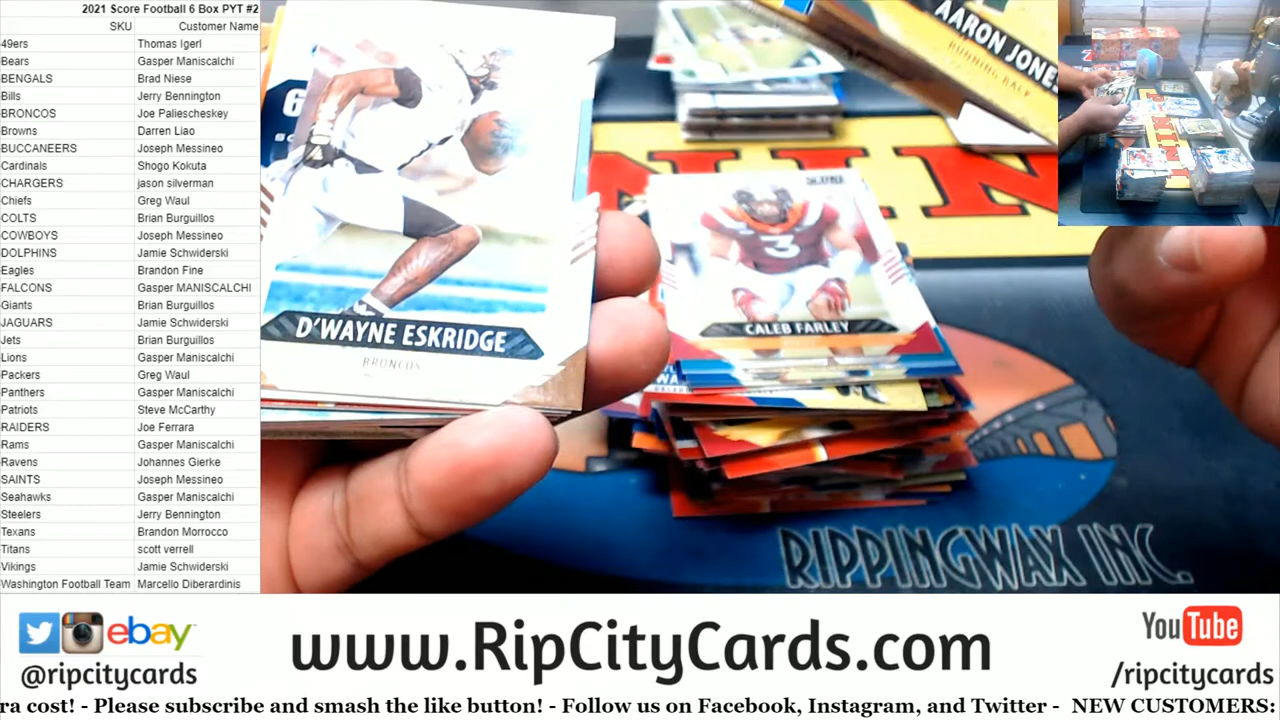 2021 Score Football 6 Box PYT #2
SKU Customer Name
49ers Thomas Igerl
Bears Gasper Maniscalchi
BENGALS Brad Niese
Bills Jerry Bennington
BRONCOS Joe Paliescheskey
Browns Darren Liao
BUCCANEERS Joseph Messineo
Cardinals Shogo Kokuta
CHARGERS jason silverman
Chiefs Greg Waul
COLTS Brian Burguillos
COWBOYS Joseph Messineo
DOLPHINS Jamie Schwiderski
Eagles Brandon Fine
FALCONS Gasper MANISCALCHI
Giants Brian Burguillos
JAGUARS Jamie Schwiderski
Jets Brian Burguillos
Lions Gasper Maniscalchi
Packers Greg Waul
Panthers Gasper Maniscalchi
Patriots Steve McCarthy
RAIDERS Joe Ferrara
Rams Gasper Maniscalchi
Ravens Johannes Gierke
SAINTS Joseph Messineo
Seahawks Gasper Maniscalchi
Steelers Jerry Bennington
Texans Brandon Morrocco
Titans scott verrell
Vikings Jamie Schwiderski
Washington Football Team Marcello Diberardinis
AARON JONES
RUNNING BACK
D'WAYNE ESKRIDGE
BRONCOS
SCORE
3
CALEB FARLEY
RIPPINGWAX INC.
ebay
@ripcitycards
www.RipCityCards.com
YouTube
/ripcitycards
ra cost! - Please subscribe and smash the like button! - Follow us on Facebook, Instagram, and Twitter - NEW CUSTOMERS: